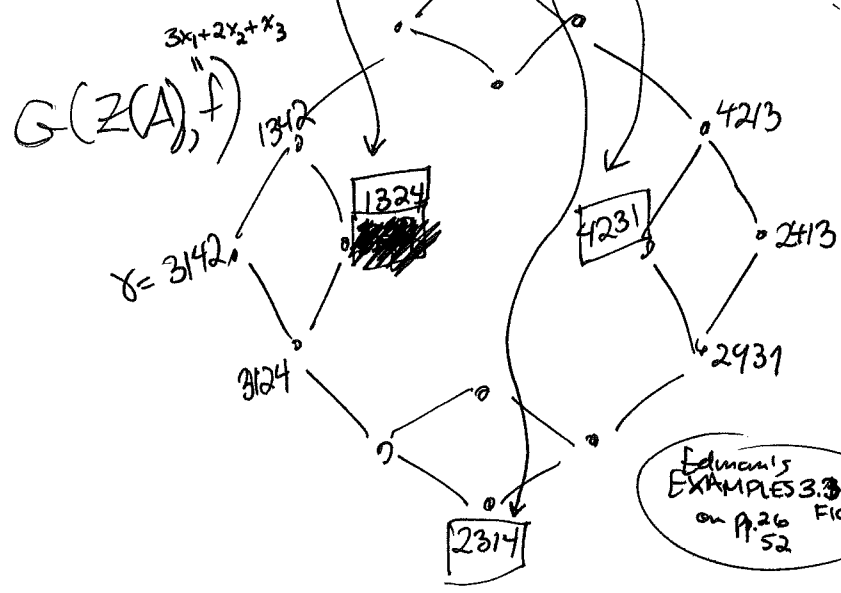 3x₁+2x₂+x₃
"
G(Z(A), f)
1342
4213
1324
4231
2413
γ= 3142
2431
3124
Edman's
EXAMPLES 3.3
on pp.26
52
2314